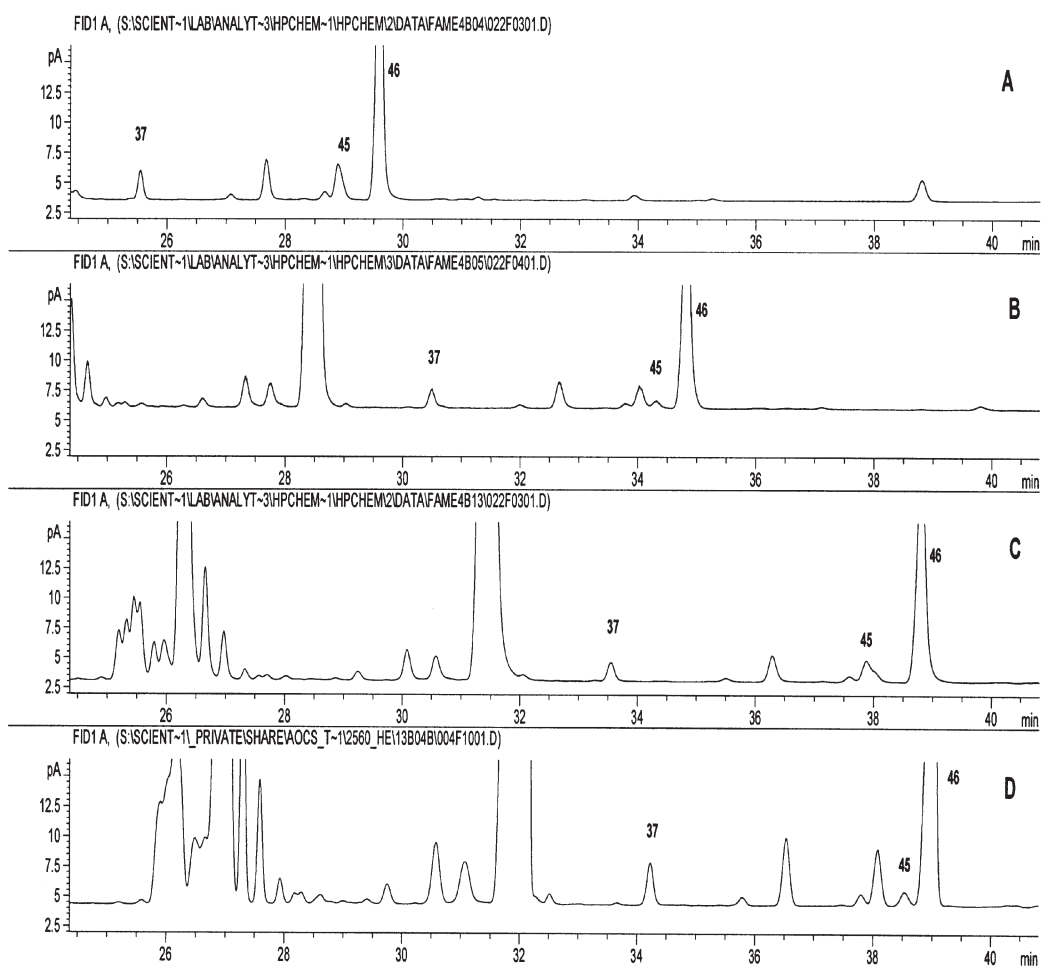 FID1 A, (S:\SCIENT~1\LAB\ANALYT~3\HPCHEM~1\HPCHEM\2\DATA\FAME4B04\022F0301.D)
pA
12.5
10
7.5
5
2.5
37
45
46
A
26 28 30 32 34 36 38 40 min
FID1 A, (S:\SCIENT~1\LAB\ANALYT~3\HPCHEM~1\HPCHEM\3\DATA\FAME4B05\022F0401.D)
pA
12.5
10
7.5
5
2.5
37
45
46
B
26 28 30 32 34 36 38 40 min
FID1 A, (S:\SCIENT~1\LAB\ANALYT~3\HPCHEM~1\HPCHEM\2\DATA\FAME4B13\022F0301.D)
pA
12.5
10
7.5
5
2.5
37
45
46
C
26 28 30 32 34 36 38 40 min
FID1 A, (S:\SCIENT~1\_PRIVATE\SHARE\AOCS_T~1\2560_HE\13B04B\004F1001.D)
pA
12.5
10
7.5
5
2.5
37
45
46
D
26 28 30 32 34 36 38 40 min